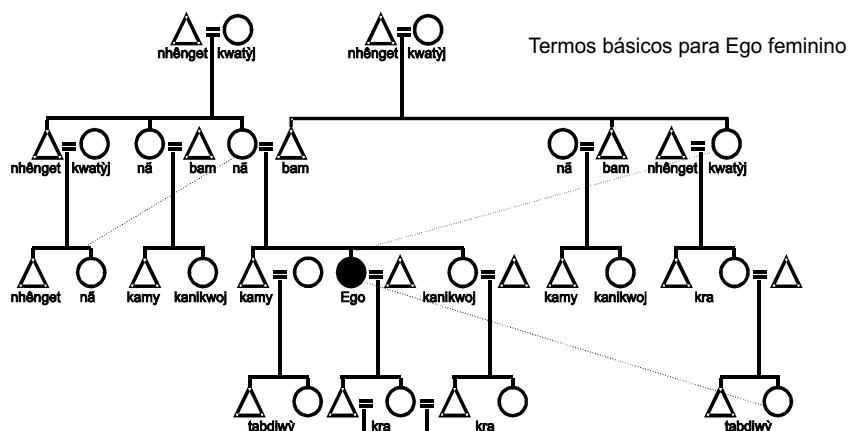 Termos básicos para Ego feminino
nhênget kwatỳj nhênget kwatỳj
nhênget kwatỳj nã bam nã bam nã bam nhênget kwatỳj
nhênget nã kamy kanikwoj kamy Ego kanikwoj kamy kanikwoj kra
tabdjwỳ kra kra tabdjwỳ